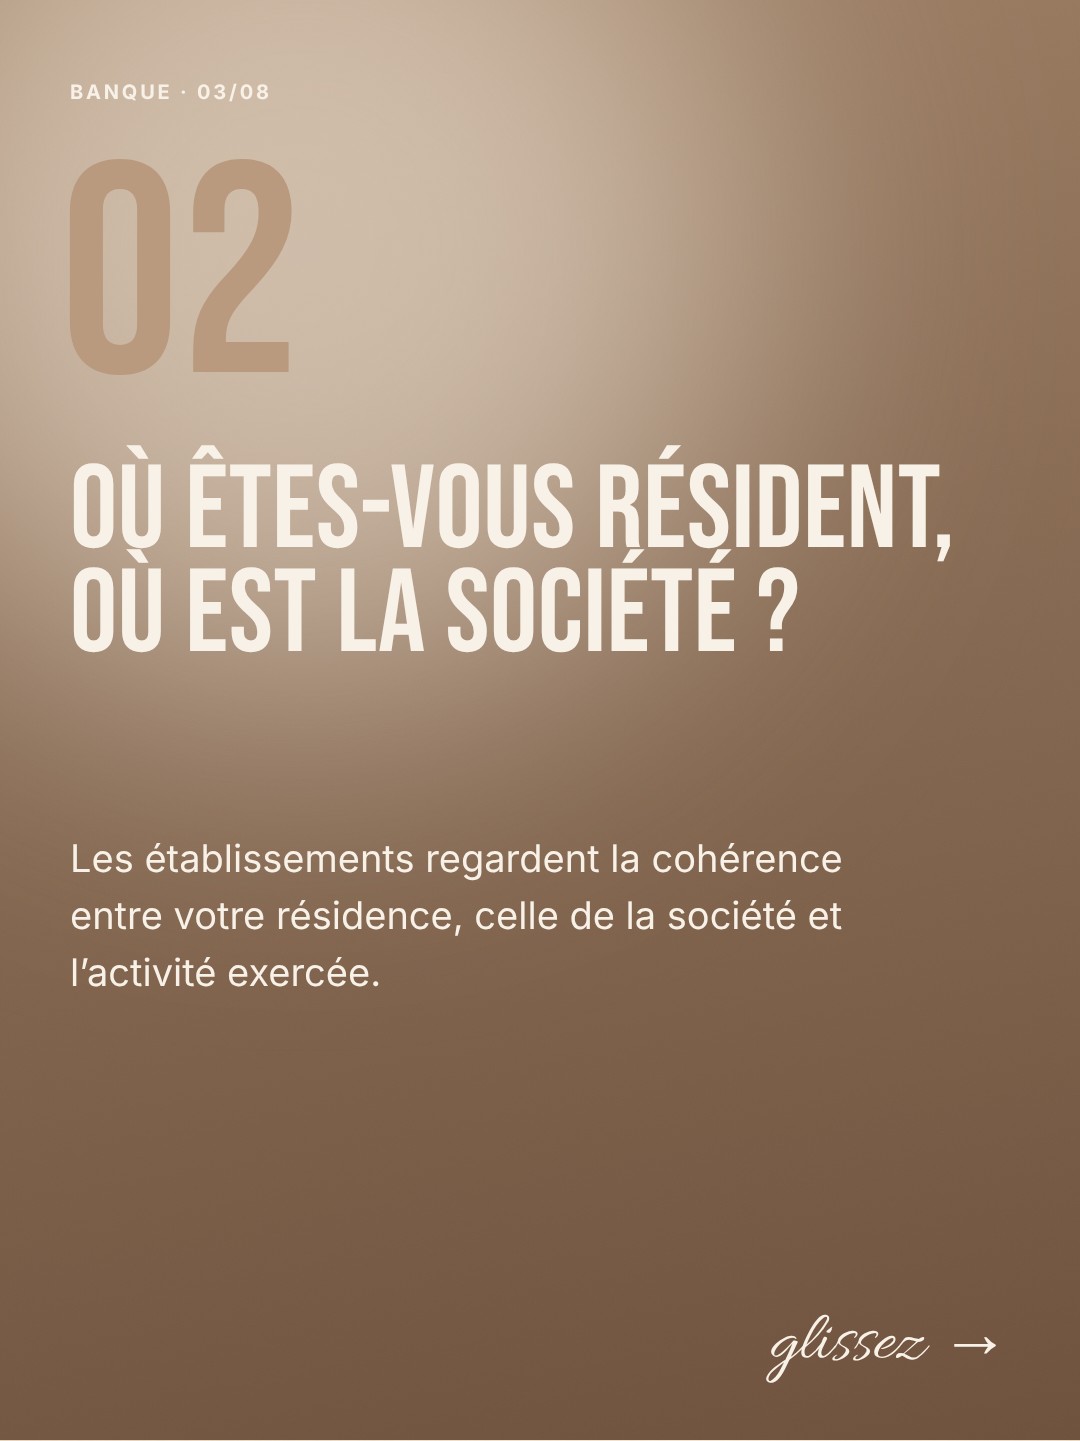 BANQUE · 03/08
02
OÙ ÊTES-VOUS RÉSIDENT,
OÙ EST LA SOCIÉTÉ ?
Les établissements regardent la cohérence
entre votre résidence, celle de la société et
l’activité exercée.
glissez →